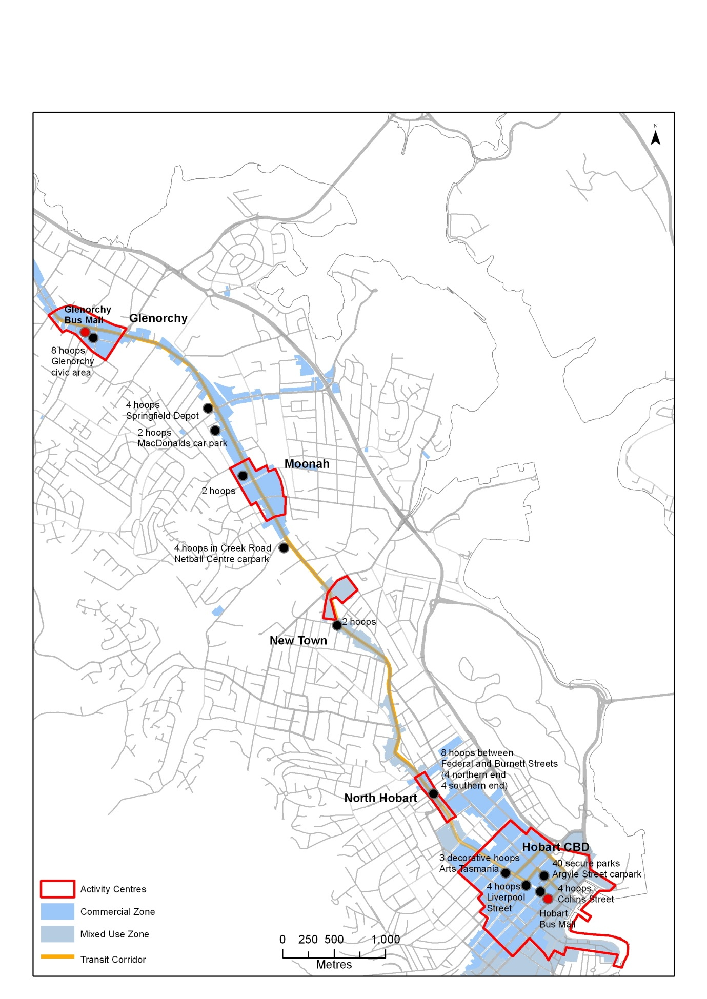 N
Glenorchy
Bus Mall
Glenorchy
8 hoops
Glenorchy
civic area
4 hoops
Springfield Depot
2 hoops
MacDonalds car park
Moonah
2 hoops
4 hoops in Creek Road
Netball Centre carpark
2 hoops
New Town
8 hoops between
Federal and Burnett Streets
(4 northern end
4 southern end)
North Hobart
Hobart CBD
3 decorative hoops
Arts Tasmania
40 secure parks
Argyle Street carpark
4 hoops
Liverpool
Street
4 hoops
Collins Street
Hobart
Bus Mall
Activity Centres
Commercial Zone
Mixed Use Zone
Transit Corridor
0 250 500 1,000
Metres